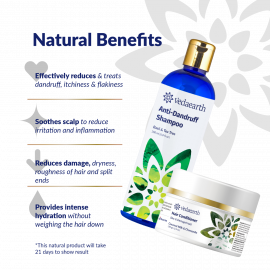 Natural Benefits
Effectively reduces & treats
dandruff, itchiness & flakiness
Soothes scalp to reduce
irritation and inflammation
Reduces damage, dryness,
roughness of hair and split
ends
Provides intense
hydration without
weighing the hair down
*This natural product will take
21 days to show result
vedaearth
Anti-Dandruff
Shampoo
vedaearth
Hair Conditioner